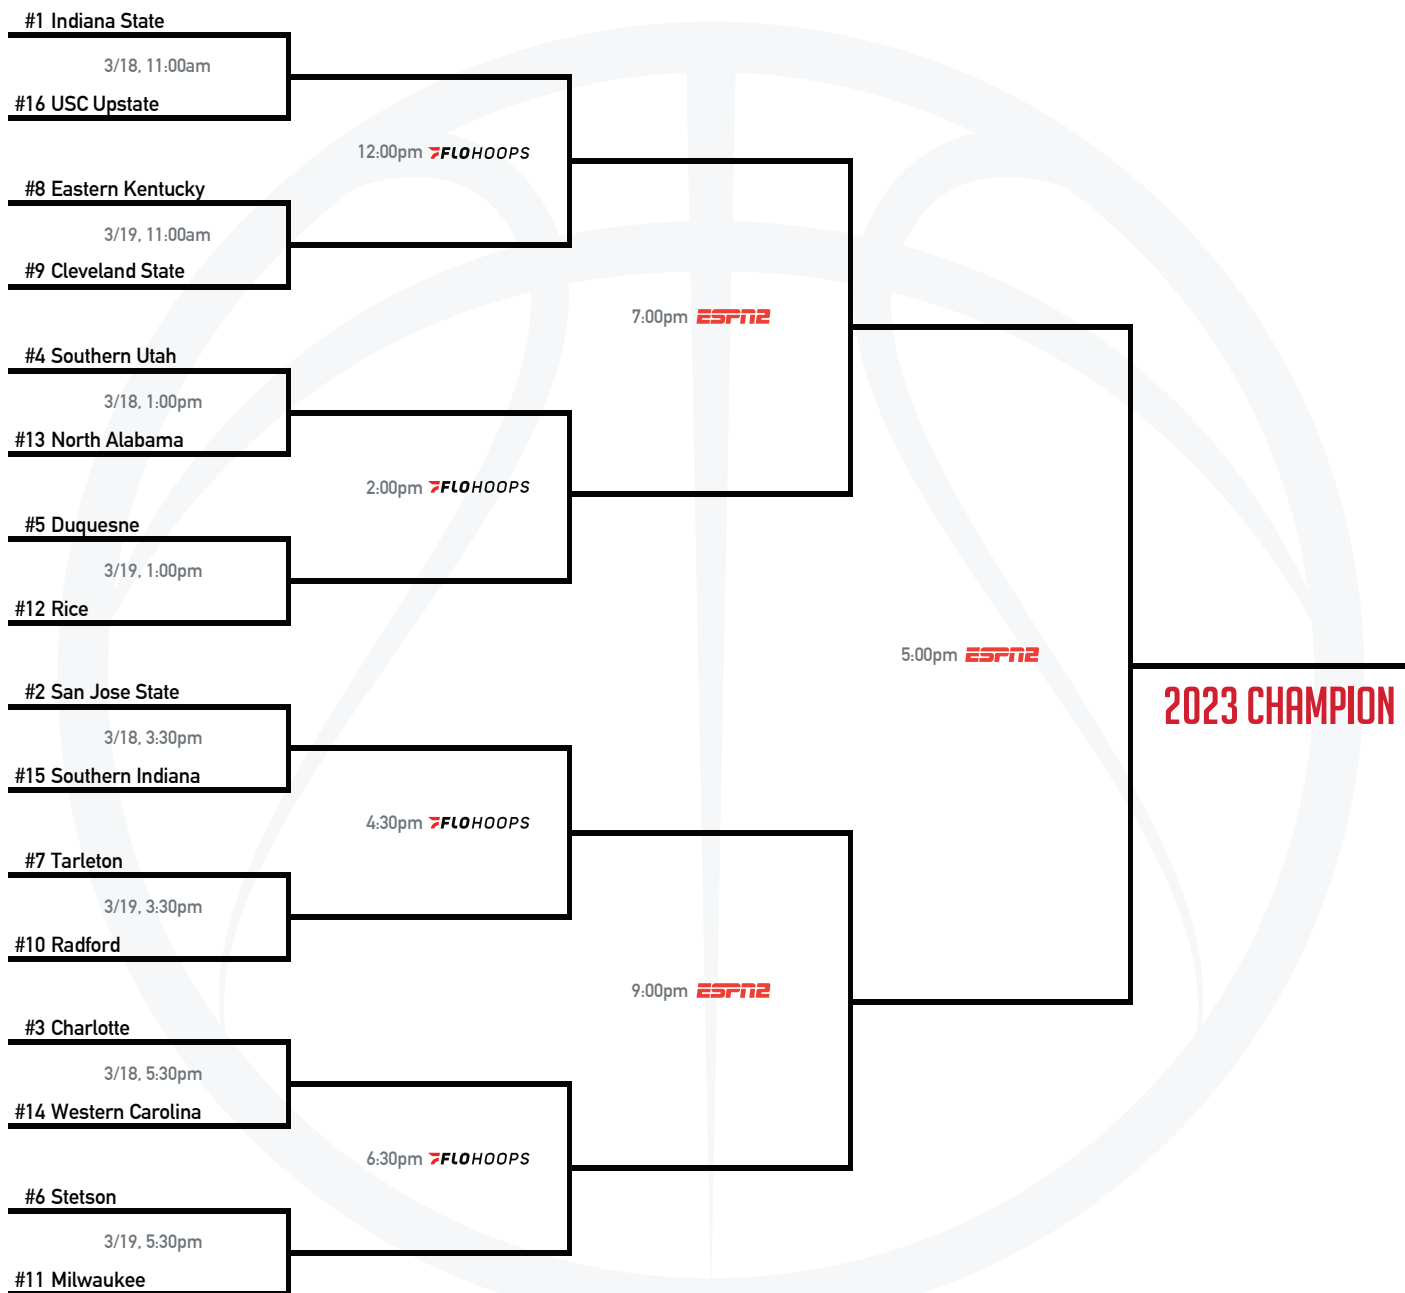 #1 Indiana State
3/18, 11:00am
#16 USC Upstate
12:00pm FLOHOOPS
#8 Eastern Kentucky
3/19, 11:00am
#9 Cleveland State
7:00pm ESPN2
#4 Southern Utah
3/18, 1:00pm
#13 North Alabama
2:00pm FLOHOOPS
#5 Duquesne
3/19, 1:00pm
#12 Rice
5:00pm ESPN2
2023 CHAMPION
#2 San Jose State
3/18, 3:30pm
#15 Southern Indiana
4:30pm FLOHOOPS
#7 Tarleton
3/19, 3:30pm
#10 Radford
9:00pm ESPN2
#3 Charlotte
3/18, 5:30pm
#14 Western Carolina
6:30pm FLOHOOPS
#6 Stetson
3/19, 5:30pm
#11 Milwaukee